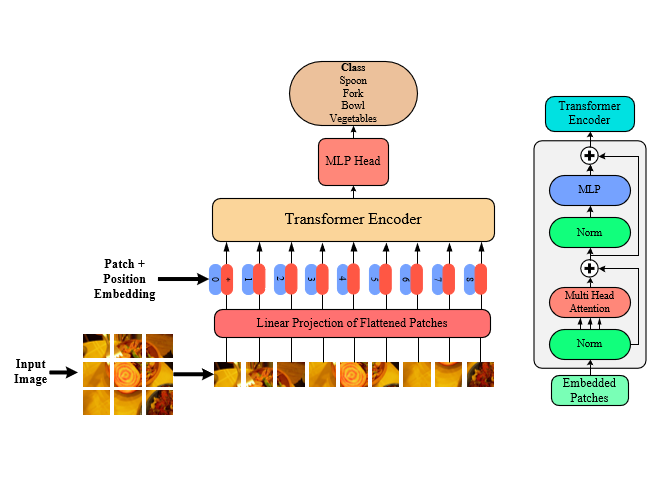 Class
Spoon
Fork
Bowl
Vegetables
MLP Head
Transformer Encoder
Patch +
Position
Embedding
0 * 1 2 3 4 5 6 7 8
Linear Projection of Flattened Patches
Input
Image
Transformer
Encoder
MLP
Norm
Multi Head
Attention
Norm
Embedded
Patches